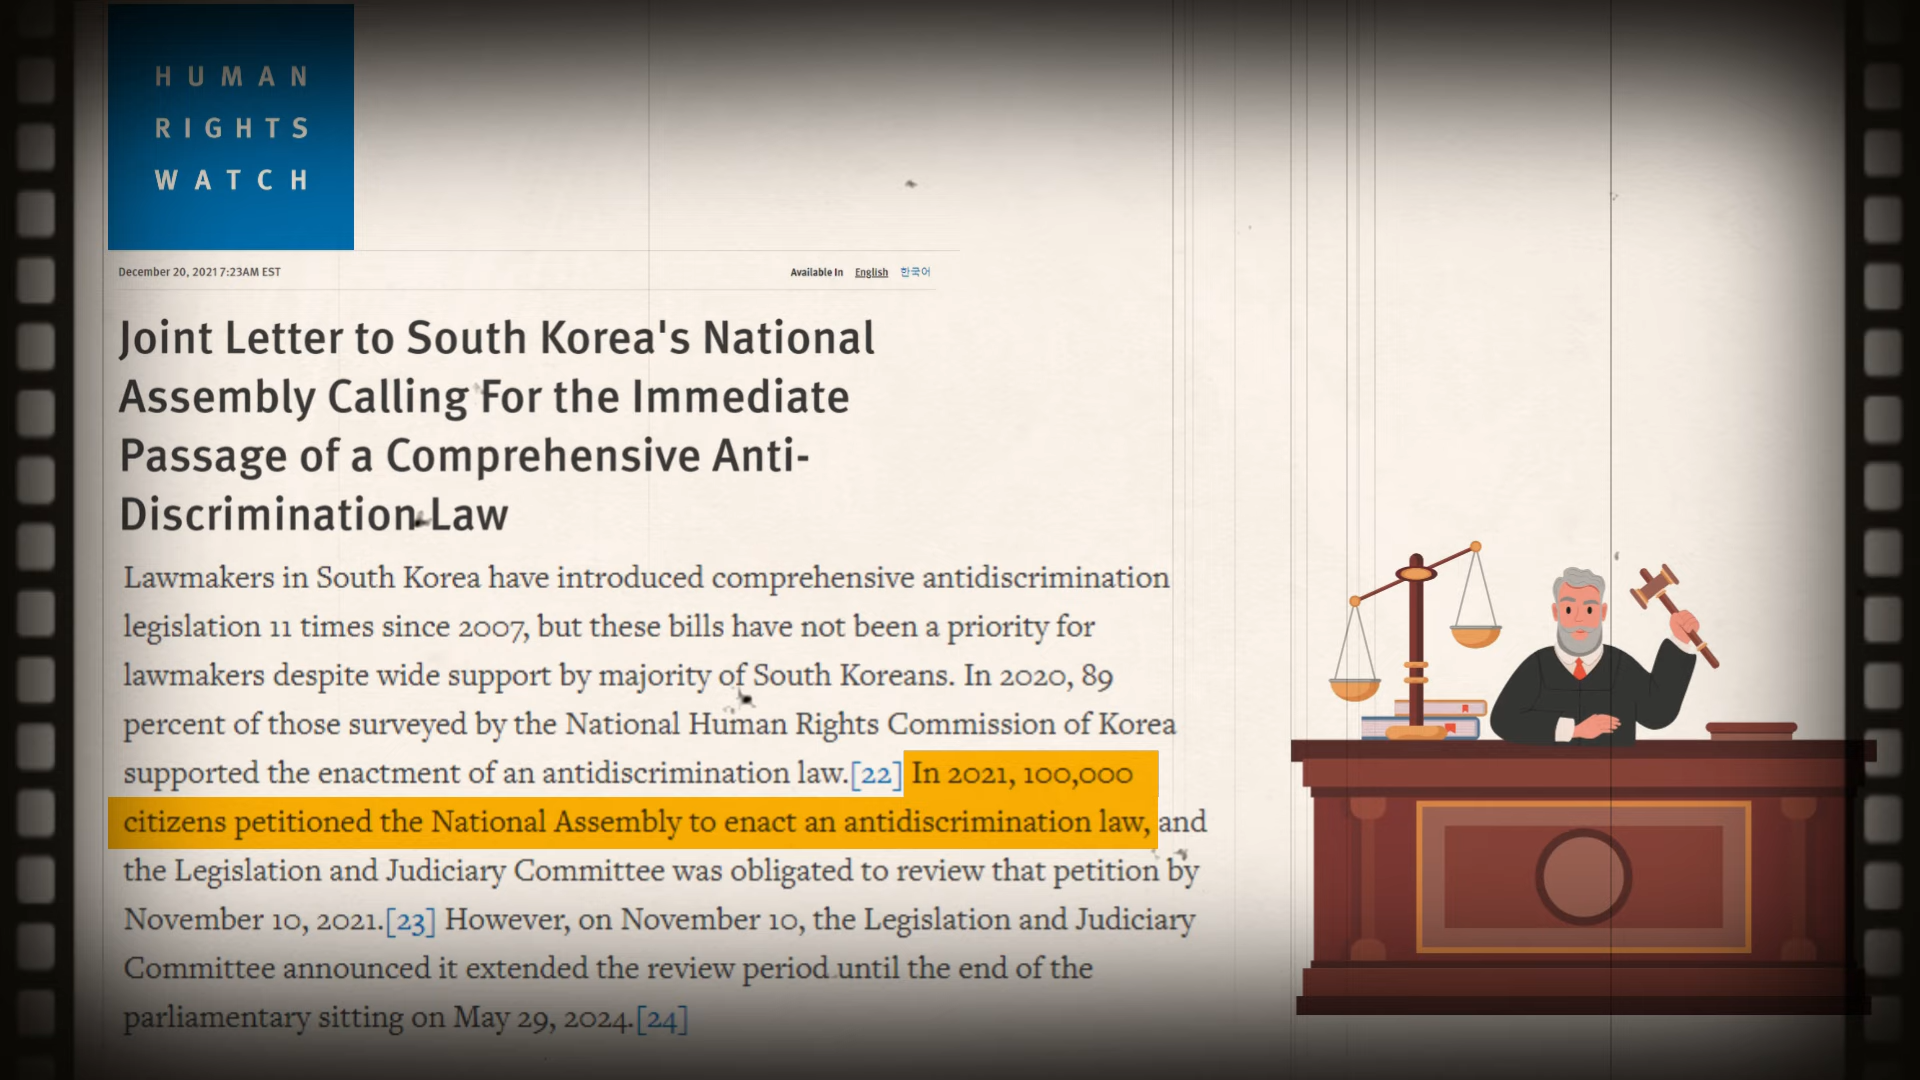 HUMAN
RIGHTS
WATCH
December 20, 2021 7:23AM EST
Available In English 한국어
Joint Letter to South Korea's National
Assembly Calling For the Immediate
Passage of a Comprehensive Anti-
Discrimination Law
Lawmakers in South Korea have introduced comprehensive antidiscrimination
legislation 11 times since 2007, but these bills have not been a priority for
lawmakers despite wide support by majority of South Koreans. In 2020, 89
percent of those surveyed by the National Human Rights Commission of Korea
supported the enactment of an antidiscrimination law.[22] In 2021, 100,000
citizens petitioned the National Assembly to enact an antidiscrimination law, and
the Legislation and Judiciary Committee was obligated to review that petition by
November 10, 2021.[23] However, on November 10, the Legislation and Judiciary
Committee announced it extended the review period until the end of the
parliamentary sitting on May 29, 2024.[24]